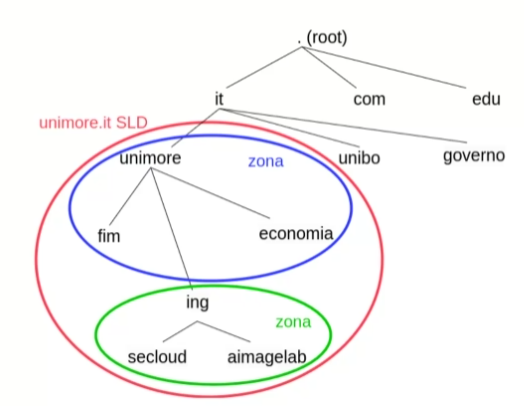 . (root)
it
com
edu
unimore.it SLD
unimore
zona
unibo
governo
fim
economia
ing
zona
secloud
aimagelab